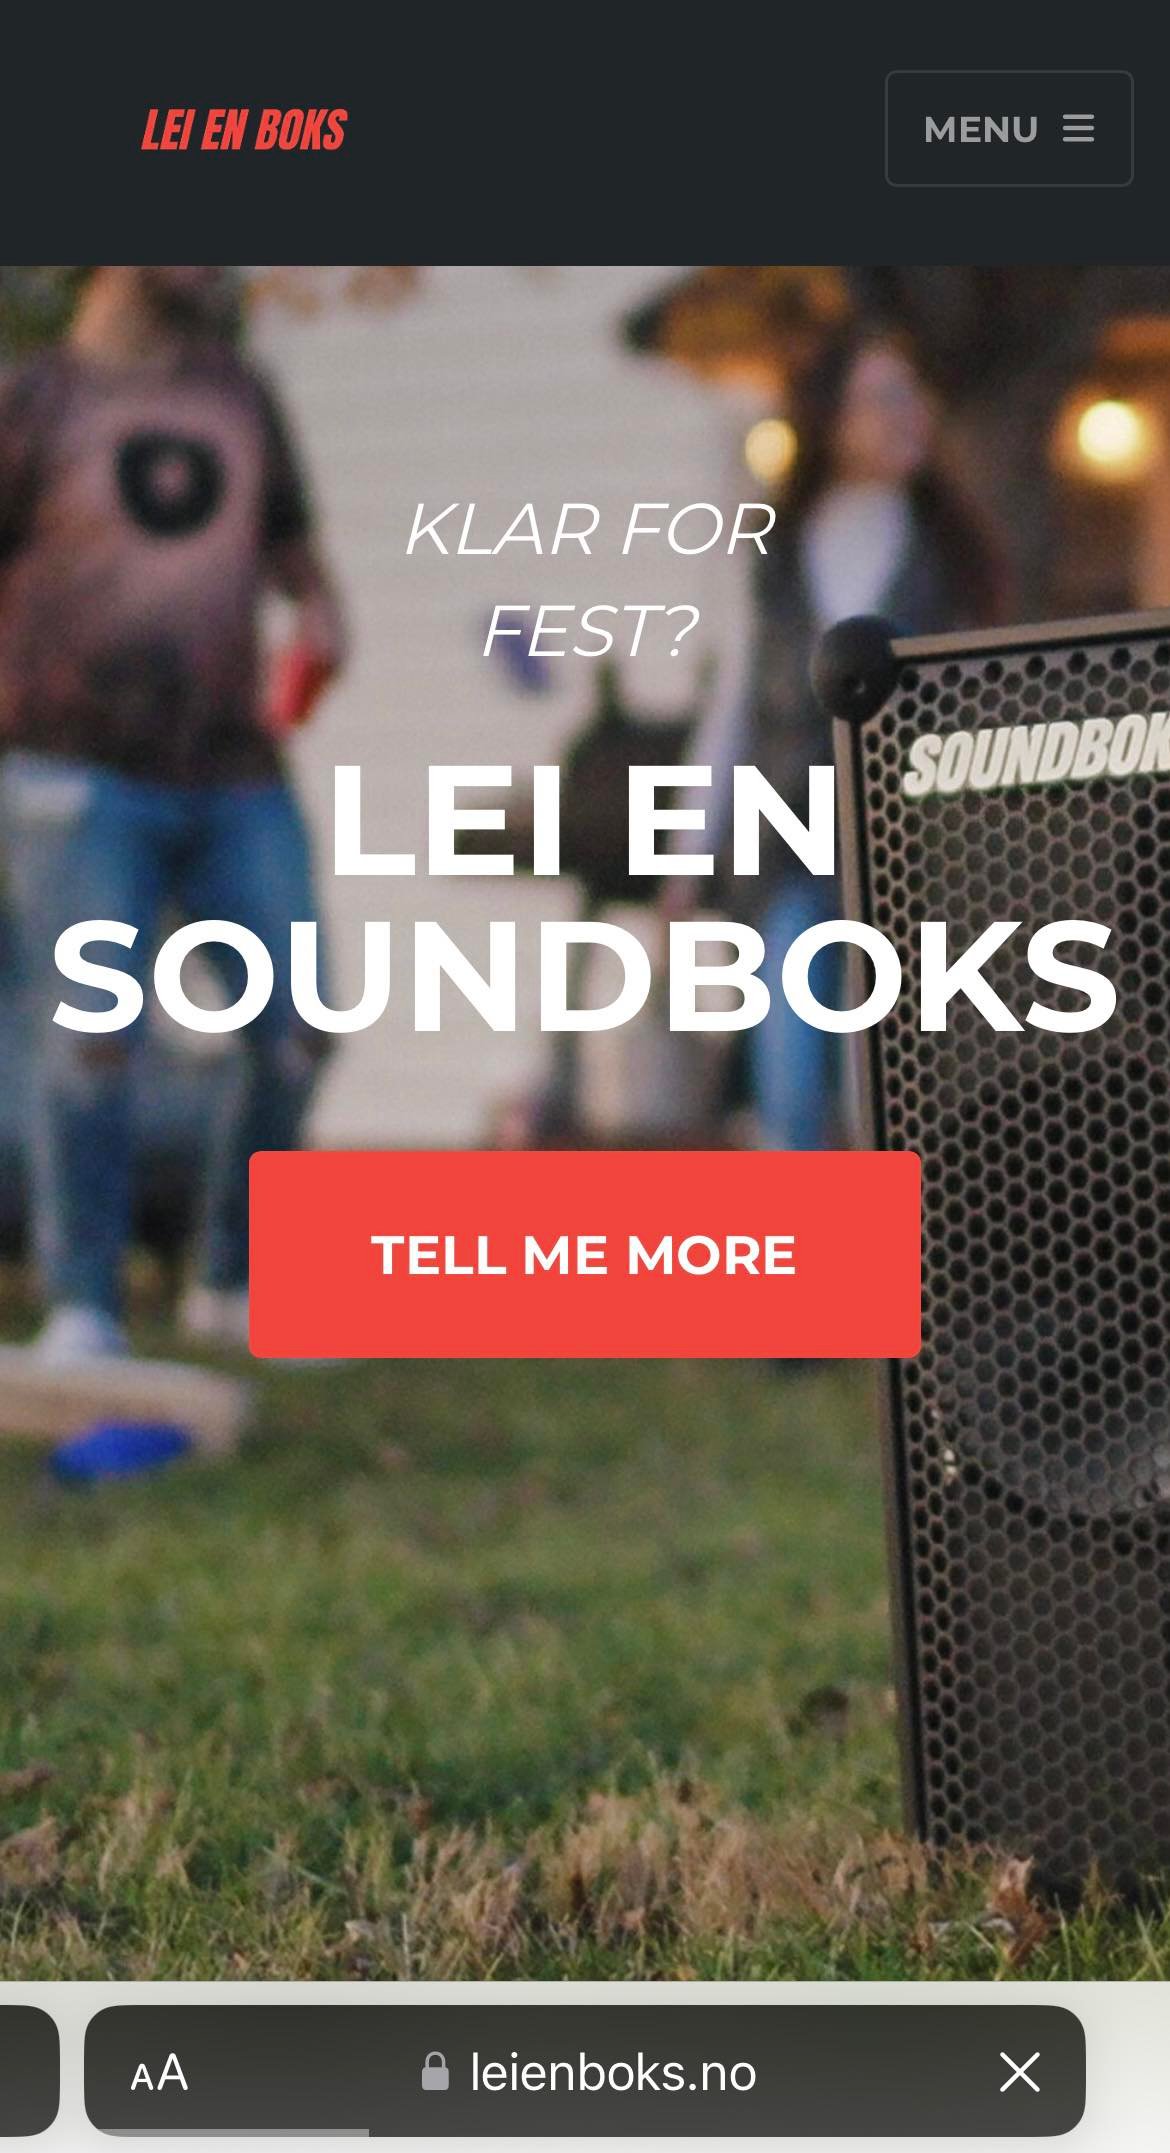 LEI EN BOKS
MENU
KLAR FOR
FEST?
SOUNDBOK
LEI EN
SOUNDBOKS
TELL ME MORE
AA
leienboks.no